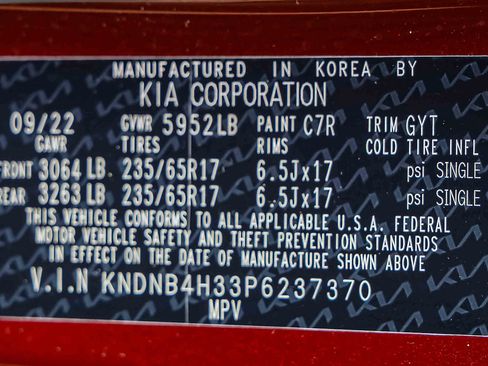 MANUFACTURED IN KOREA BY
KIA CORPORATION
09/22 GVWR 5952LB PAINT C7R TRIM GYT
GAWR TIRES RIMS COLD TIRE INFL
FRONT 3064 LB 235/65R17 6.5Jx17 psi SINGLE
REAR 3263 LB 235/65R17 6.5Jx17 psi SINGLE
THIS VEHICLE CONFORMS TO ALL APPLICABLE U.S.A. FEDERAL
MOTOR VEHICLE SAFETY AND THEFT PREVENTION STANDARDS
IN EFFECT ON THE DATE OF MANUFACTURE SHOWN ABOVE
V.I.N KNDNB4H33P6237370
MPV